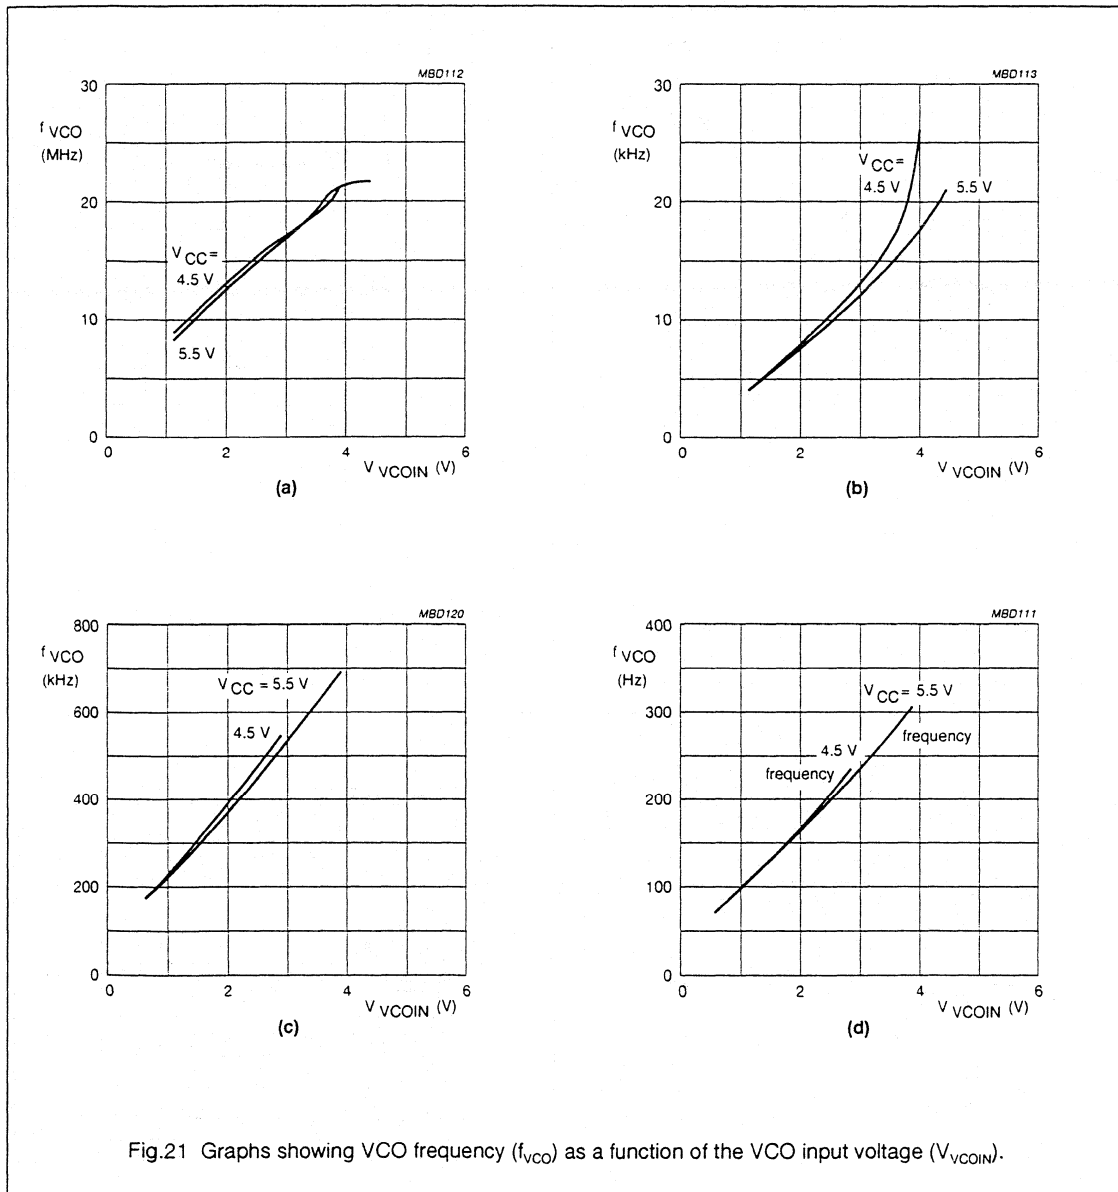 MBD112
30
f VCO
(MHz)
20
V CC=
4.5 V
10
5.5 V
0
0 2 4 6
V VCOIN (V)
(a)
MBD113
30
f VCO
(kHz)
V CC=
4.5 V 5.5 V
20
10
0
0 2 4 6
V VCOIN (V)
(b)
MBD120
800
f VCO
(kHz)
V CC = 5.5 V
600
4.5 V
400
200
0
0 2 4 6
V VCOIN (V)
(c)
MBD111
400
f VCO
(Hz)
V CC = 5.5 V
300
frequency
4.5 V
frequency
200
100
0
0 2 4 6
V VCOIN (V)
(d)
Fig.21 Graphs showing VCO frequency (fVCO) as a function of the VCO input voltage (VVCOIN).